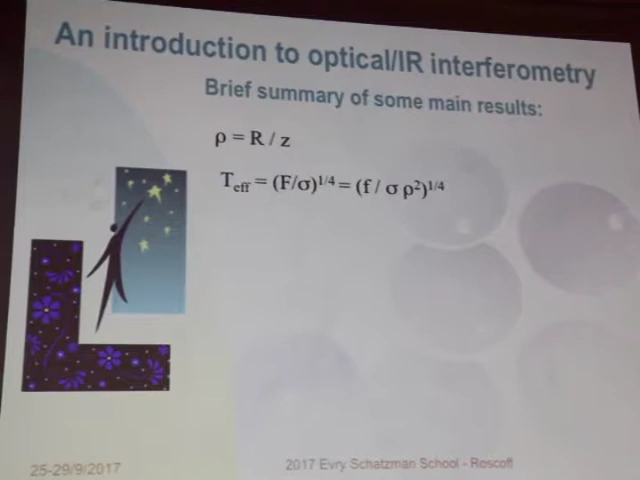 An introduction to optical/IR interferometry
Brief summary of some main results:
ρ = R / z
T_eff = (F/σ)^1/4 = (f / σ ρ²)^1/4
25-29/9/2017
2017 Evry Schatzman School - Roscoff